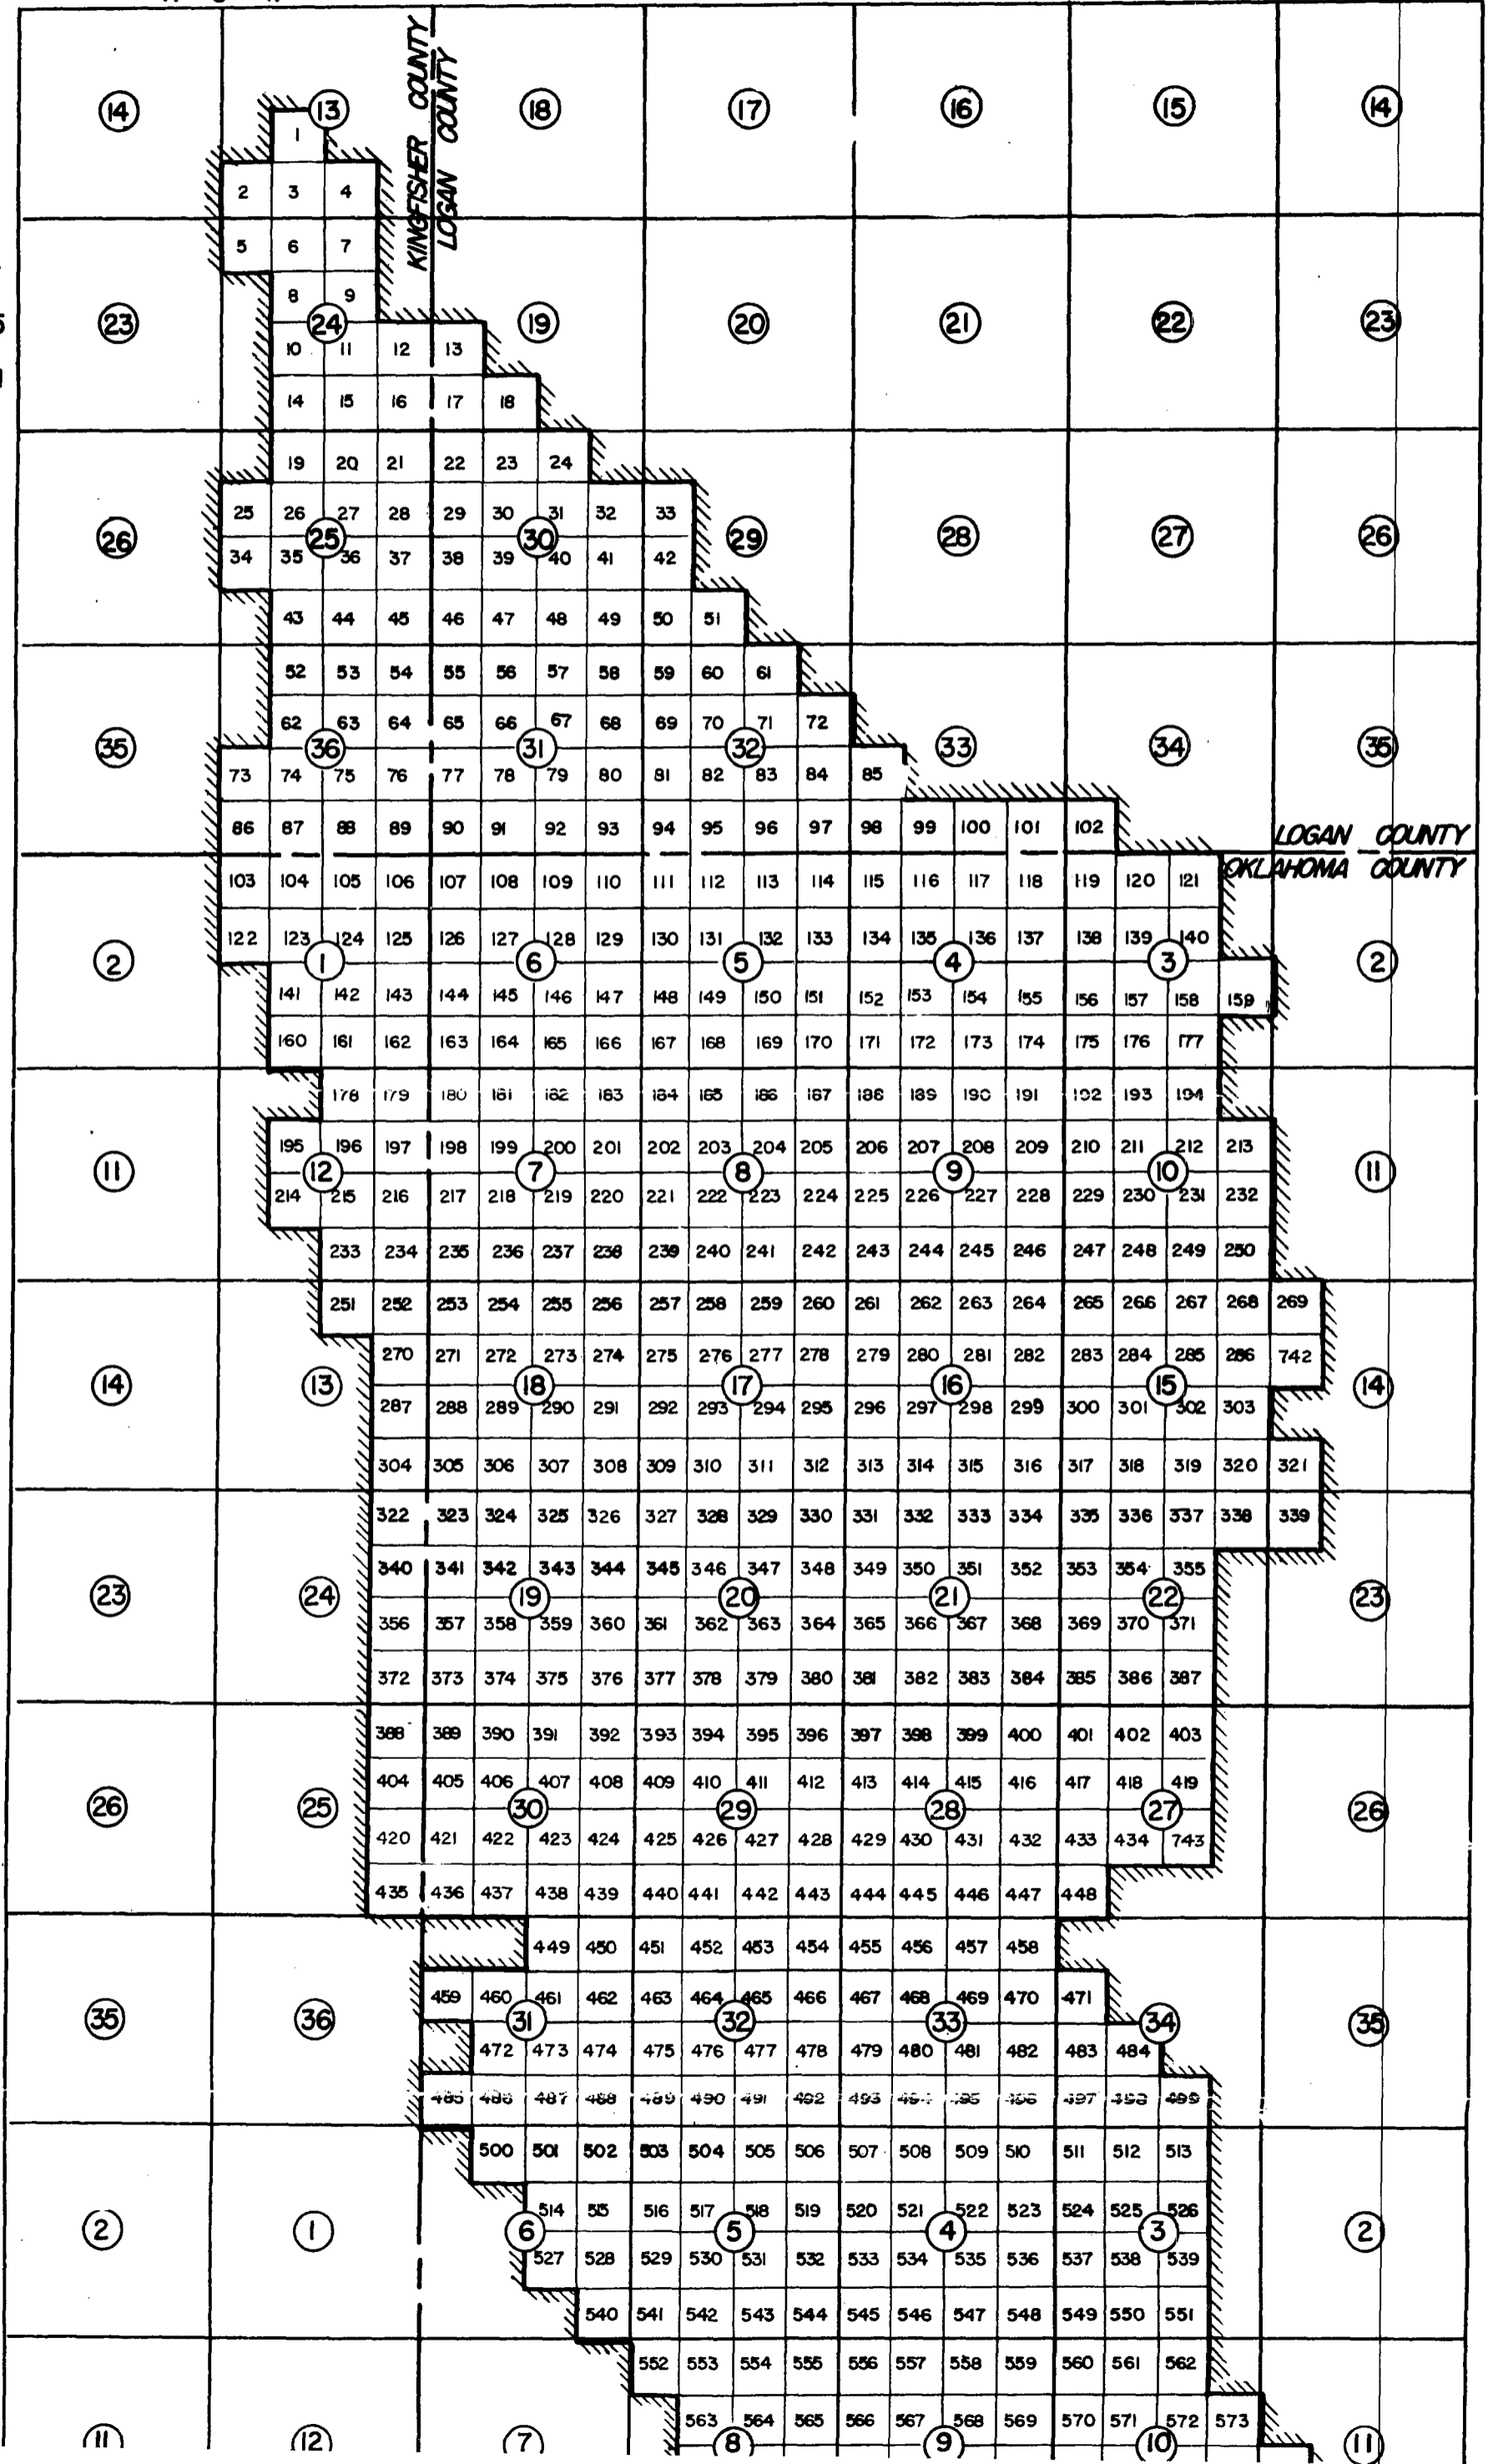 KINGFISHER COUNTY
LOGAN COUNTY
14 13 18 17 16 15 14
1
2 3 4
5 6 7
8 9
23 24 19 20 21 22 23
10 11 12 13
14 15 16 17 18
19 20 21 22 23 24
25 26 27 28 29 30 31 32 33
26 25 30 29 28 27 26
34 35 36 37 38 39 40 41 42
43 44 45 46 47 48 49 50 51
52 53 54 55 56 57 58 59 60 61
62 63 64 65 66 67 68 69 70 71 72
35 36 31 32 33 34 35
73 74 75 76 77 78 79 80 81 82 83 84 85
86 87 88 89 90 91 92 93 94 95 96 97 98 99 100 101 102
LOGAN COUNTY
OKLAHOMA COUNTY
103 104 105 106 107 108 109 110 111 112 113 114 115 116 117 118 119 120 121
122 123 124 125 126 127 128 129 130 131 132 133 134 135 136 137 138 139 140
2 1 6 5 4 3 2
141 142 143 144 145 146 147 148 149 150 151 152 153 154 155 156 157 158 159
160 161 162 163 164 165 166 167 168 169 170 171 172 173 174 175 176 177
178 179 180 181 182 183 184 185 186 187 188 189 190 191 192 193 194
195 196 197 198 199 200 201 202 203 204 205 206 207 208 209 210 211 212 213
11 12 7 8 9 10 11
214 215 216 217 218 219 220 221 222 223 224 225 226 227 228 229 230 231 232
233 234 235 236 237 238 239 240 241 242 243 244 245 246 247 248 249 250
251 252 253 254 255 256 257 258 259 260 261 262 263 264 265 266 267 268 269
270 271 272 273 274 275 276 277 278 279 280 281 282 283 284 285 286 742
14 13 18 17 16 15 14
287 288 289 290 291 292 293 294 295 296 297 298 299 300 301 302 303
304 305 306 307 308 309 310 311 312 313 314 315 316 317 318 319 320 321
322 323 324 325 326 327 328 329 330 331 332 333 334 335 336 337 338 339
340 341 342 343 344 345 346 347 348 349 350 351 352 353 354 355
23 24 19 20 21 22 23
356 357 358 359 360 361 362 363 364 365 366 367 368 369 370 371
372 373 374 375 376 377 378 379 380 381 382 383 384 385 386 387
388 389 390 391 392 393 394 395 396 397 398 399 400 401 402 403
404 405 406 407 408 409 410 411 412 413 414 415 416 417 418 419
26 25 30 29 28 27 26
420 421 422 423 424 425 426 427 428 429 430 431 432 433 434 743
435 436 437 438 439 440 441 442 443 444 445 446 447 448
449 450 451 452 453 454 455 456 457 458
459 460 461 462 463 464 465 466 467 468 469 470 471
35 36 31 32 33 34 35
472 473 474 475 476 477 478 479 480 481 482 483 484
485 486 487 488 489 490 491 492 493 494 495 496 497 498 499
500 501 502 503 504 505 506 507 508 509 510 511 512 513
514 515 516 517 518 519 520 521 522 523 524 525 526
2 1 6 5 4 3 2
527 528 529 530 531 532 533 534 535 536 537 538 539
540 541 542 543 544 545 546 547 548 549 550 551
552 553 554 555 556 557 558 559 560 561 562
563 564 565 566 567 568 569 570 571 572 573
11 12 7 8 9 10 11